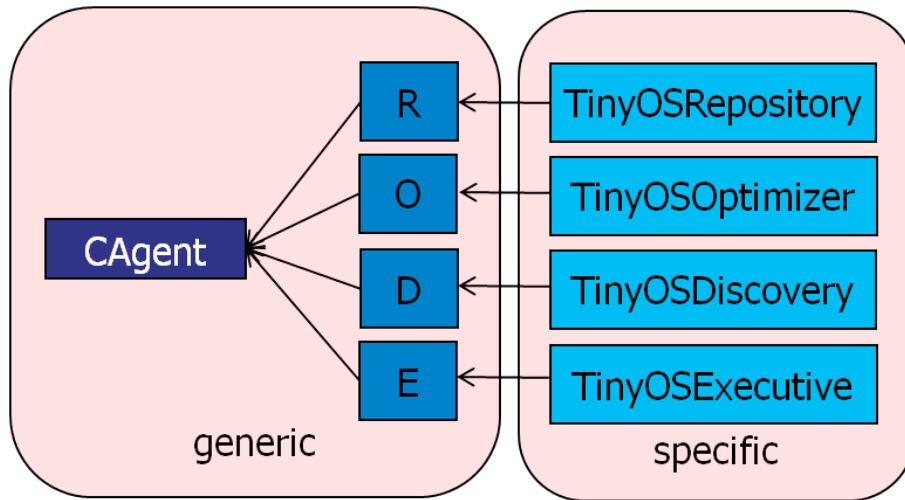 R
TinyOSRepository
O
TinyOSOptimizer
CAgent
D
TinyOSDiscovery
E
TinyOSExecutive
generic
specific